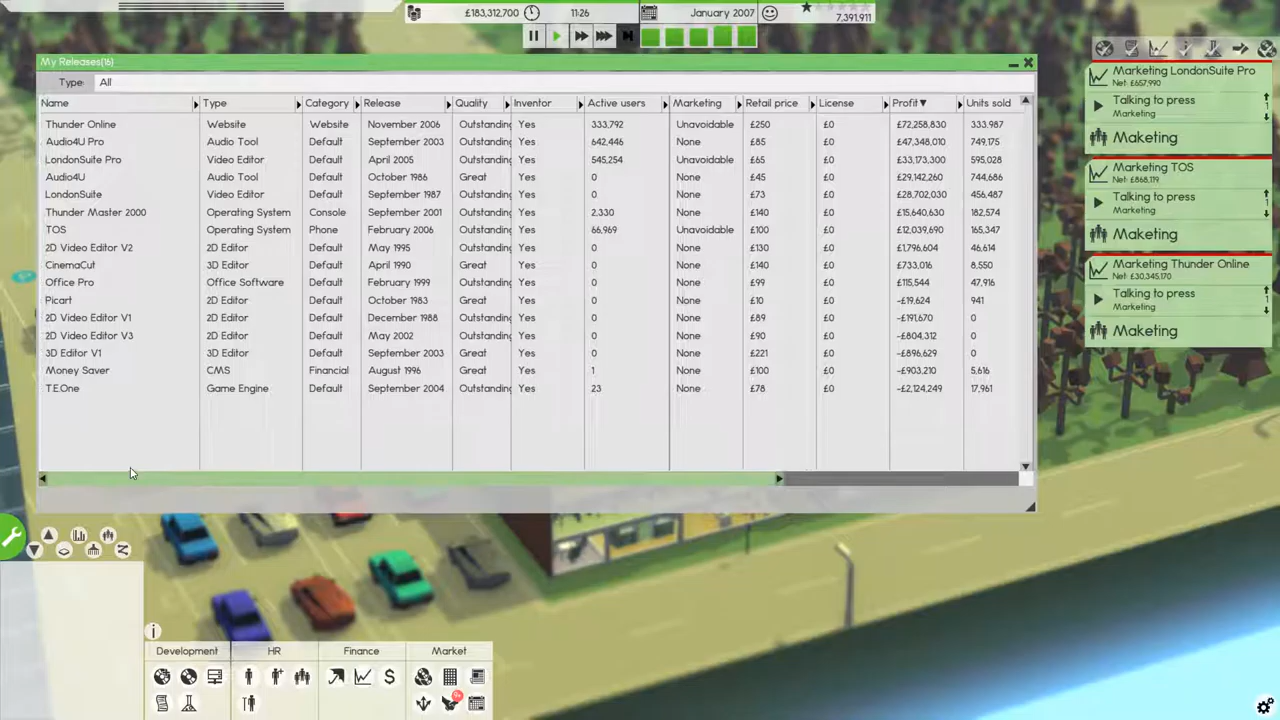 £183,312,700 11:26 January 2007 7,391,911
My Releases(16)
Type: All
Name Type Category Release Quality Inventor Active users Marketing Retail price License Profit▼ Units sold
Thunder Online Website Website November 2006 Outstanding Yes 333,792 Unavoidable £250 £0 £72,258,830 333,987
Audio4U Pro Audio Tool Default September 2003 Outstanding Yes 642,446 None £85 £0 £47,348,010 749,175
LondonSuite Pro Video Editor Default April 2005 Outstanding Yes 545,254 Unavoidable £65 £0 £33,173,300 595,028
Audio4U Audio Tool Default October 1986 Great Yes 0 None £45 £0 £29,142,260 744,686
LondonSuite Video Editor Default September Outstanding Yes 0 None £73 £0 £28,702,030 456,487
Thunder Master 2000 Operating System Console September 2001 Outstanding Yes 2,330 None £140 £0 £15,640,630 182,574
TOS Operating System Phone February 2006 Outstanding Yes 66,969 Unavoidable £100 £0 £12,039,690 165,347
2D Video Editor V2 2D Editor Default May 1995 Outstanding Yes 0 None £130 £0 £1,796,604 46,614
CinemaCut 3D Editor Default April 1990 Great Yes 0 None £140 £0 £733,016 8,550
Office Pro Office Software Default February 1999 Outstanding Yes 0 None £99 £0 £115,544 47,916
Picart 2D Editor Default October 1983 Great Yes 0 None £10 £0 -£19,624 941
2D Video Editor V1 2D Editor Default December 1988 Outstanding Yes 0 None £89 £0 -£191,670 0
2D Video Editor V3 2D Editor Default May 2002 Outstanding Yes 0 None £90 £0 -£804,312 0
3D Editor V1 3D Editor Default September 2003 Great Yes 0 None £221 £0 -£896,629 0
Money Saver CMS Financial August 1996 Great Yes 1 None £100 £0 -£903,210 5,616
T.E.One Game Engine Default September 2004 Outstanding Yes 23 None £78 £0 -£2,124,249 17,961
Marketing LondonSuite Pro
Net: £657,990
Talking to press
Marketing
1
Maketing
Marketing TOS
Net: £868,119
Talking to press
Marketing
1
Maketing
Marketing Thunder Online
Net: £30,345,170
Talking to press
Marketing
1
Maketing
i
Development HR Finance Market